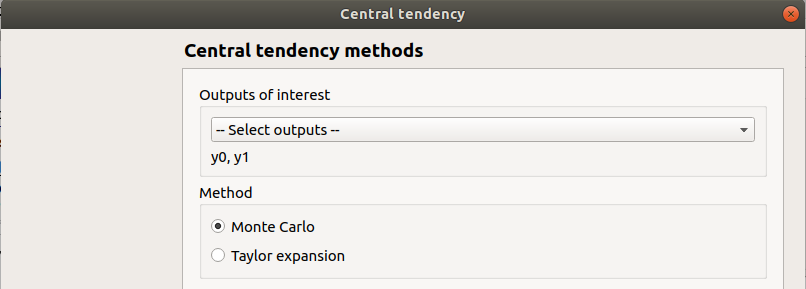 Central tendency
Central tendency methods
Outputs of interest
-- Select outputs --
y0, y1
Method
Monte Carlo
Taylor expansion